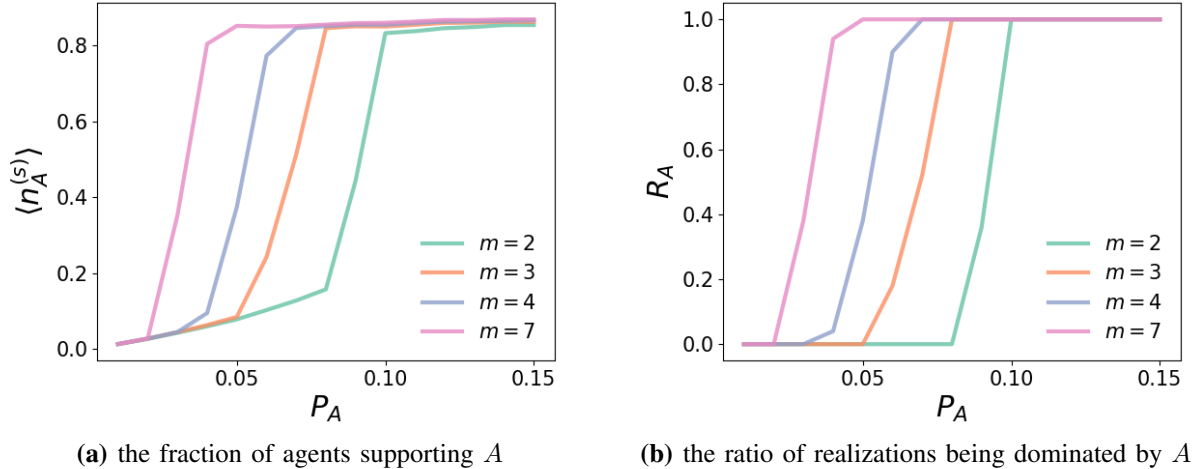 0.8
0.6
0.4
0.2
0.0
⟨n_A^{(s)}⟩
m = 2
m = 3
m = 4
m = 7
0.05 0.10 0.15
P_A
(a) the fraction of agents supporting A
1.0
0.8
0.6
0.4
0.2
0.0
R_A
m = 2
m = 3
m = 4
m = 7
0.05 0.10 0.15
P_A
(b) the ratio of realizations being dominated by A